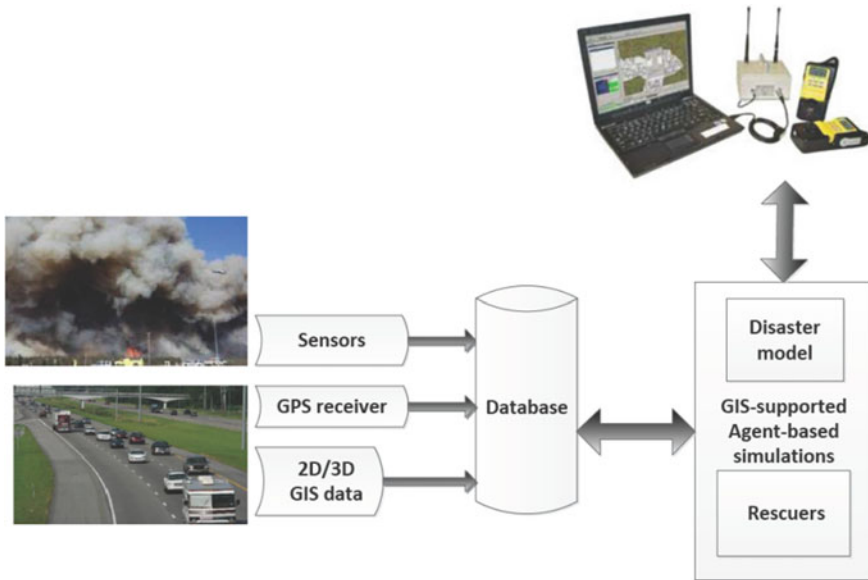 Sensors
GPS receiver
2D/3D
GIS data
Database
Disaster
model
GIS-supported
Agent-based
simulations
Rescuers